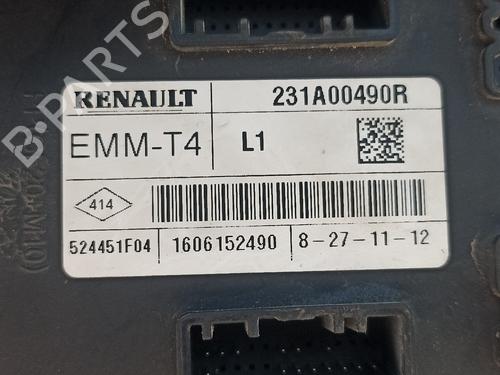 B-PARTS
RENAULT 231A00490R
EMM-T4 L1
414
524451F04 1606152490 8-27-11-12